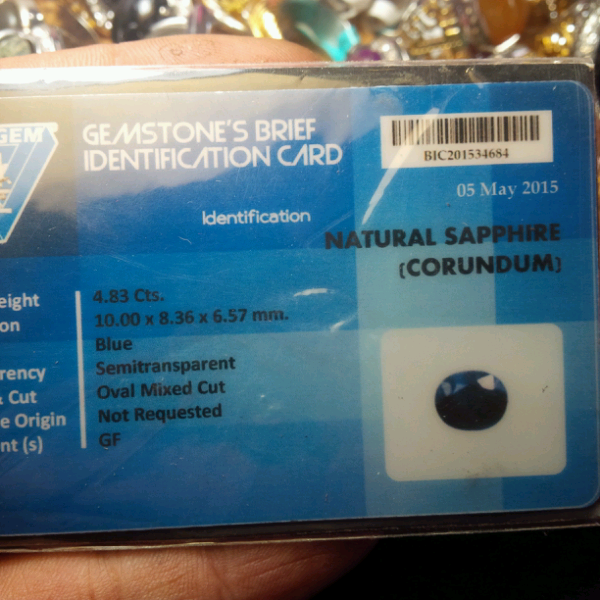 GEM
GEMSTONE'S BRIEF
IDENTIFICATION CARD
BIC201534684
05 May 2015
Identification
NATURAL SAPPHIRE
(CORUNDUM)
eight 4.83 Cts.
on 10.00 x 8.36 x 6.57 mm.
Blue
rency Semitransparent
& Cut Oval Mixed Cut
e Origin Not Requested
nt (s) GF